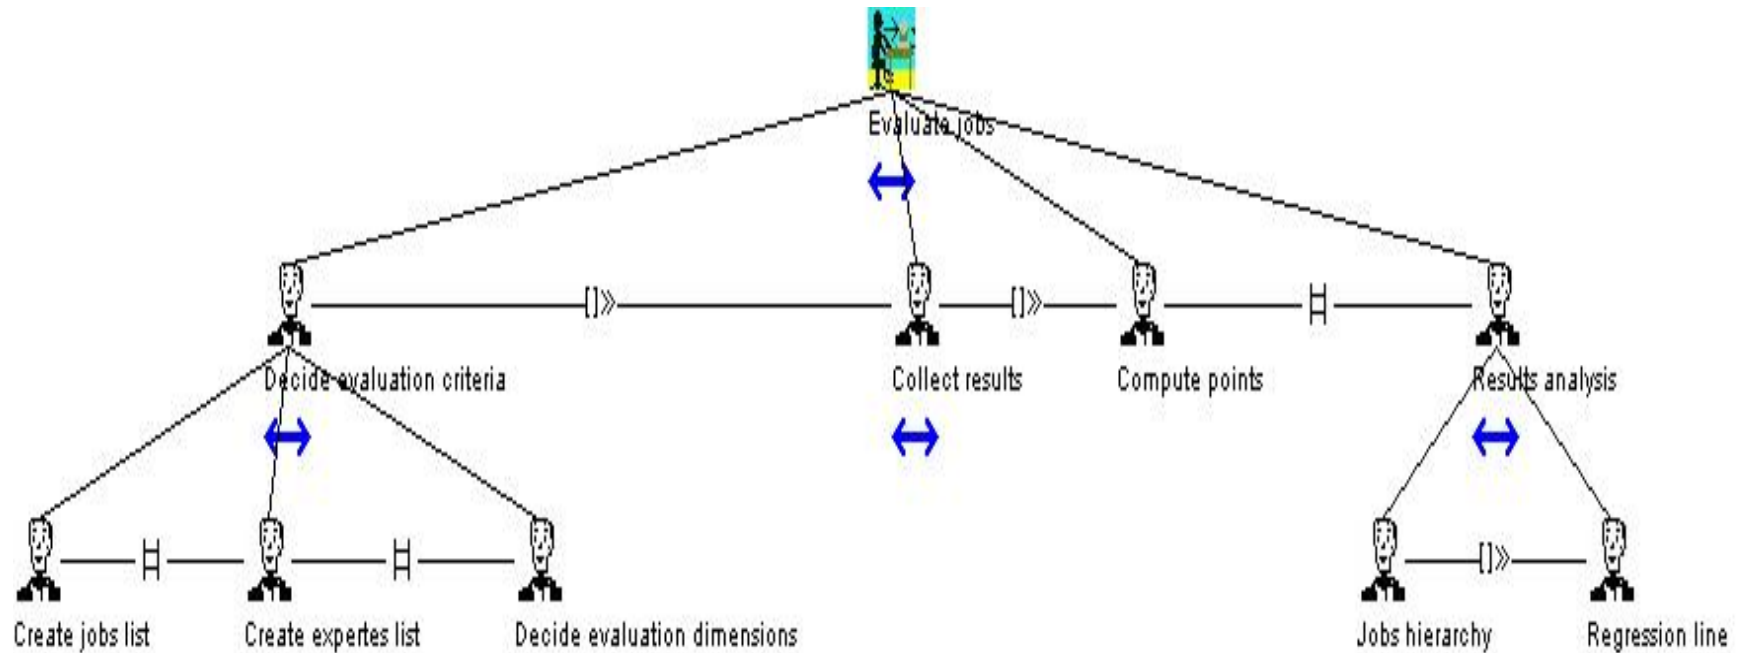 Evaluate jobs
[]>>
[]>>
Decide evaluation criteria
Collect results
Compute points
Results analysis
[]>>
Create jobs list
Create expertes list
Decide evaluation dimensions
Jobs hierarchy
Regression line